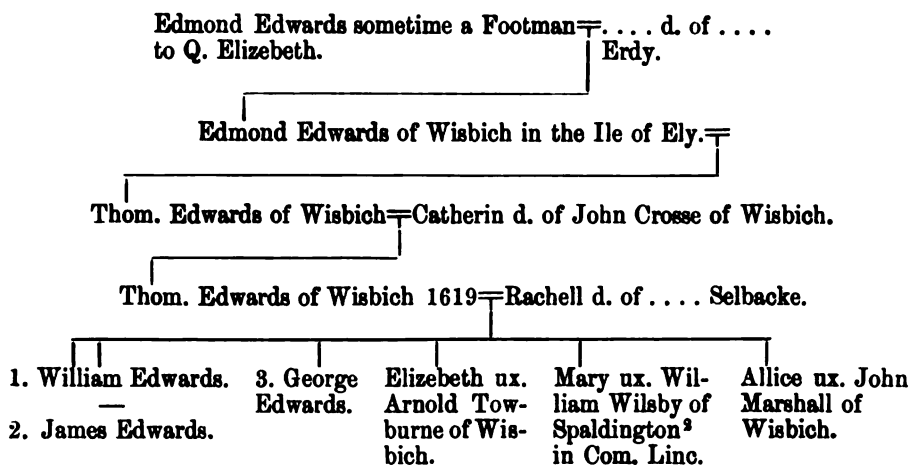 Edmond Edwards sometime a Footman=. . . . d. of . . . .
to Q. Elizebeth. Erdy.
Edmond Edwards of Wisbich in the Ile of Ely.=
Thom. Edwards of Wisbich=Catherin d. of John Crosse of Wisbich.
Thom. Edwards of Wisbich 1619=Rachell d. of . . . . Selbacke.
1. William Edwards.
—
2. James Edwards.
3. George
Edwards.
Elizebeth ux.
Arnold Tow-
burne of Wis-
bich.
Mary ux. Wil-
liam Wilsby of
Spaldington²
in Com. Linc.
Allice ux. John
Marshall of
Wisbich.